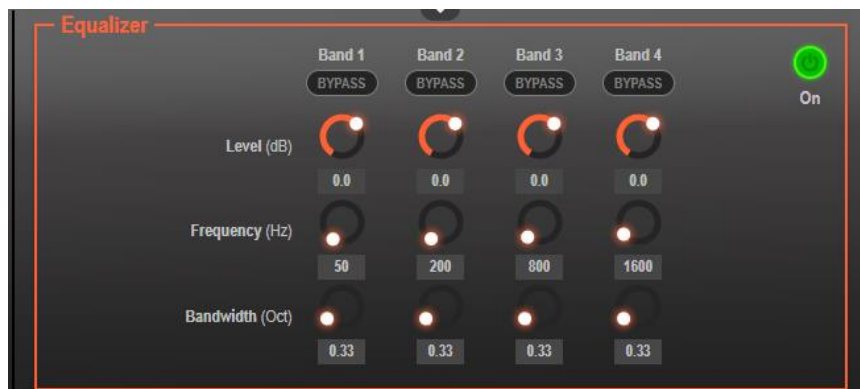 Equalizer
Band 1 Band 2 Band 3 Band 4
BYPASS BYPASS BYPASS BYPASS
On
Level (dB)
0.0 0.0 0.0 0.0
Frequency (Hz)
50 200 800 1600
Bandwidth (Oct)
0.33 0.33 0.33 0.33